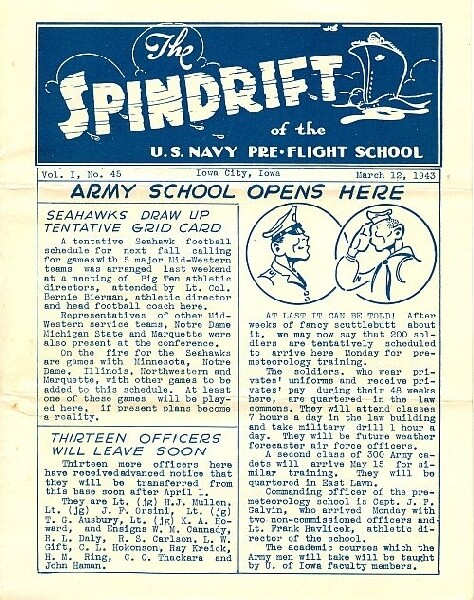 The
SPINDRIFT
of the
U.S. NAVY PRE-FLIGHT SCHOOL
Vol. I, No. 45 Iowa City, Iowa March 12, 1943
ARMY SCHOOL OPENS HERE
SEAHAWKS DRAW UP
TENTATIVE GRID CARD
A tentative Seahawk football
schedule for next fall calling
for games with 5 major Mid-Western
teams was arranged last weekend
at a meeting of Big Ten athletic
directors, attended by Lt. Col.
Bernie Bierman, athletic director
and head football coach here.
Representatives of other Mid-
Western service teams, Notre Dame
Michigan State and Marquette were
also present at the conference.
On the fire for the Seahawks
are games with Minnesota, Notre
Dame, Illinois, Northwestern and
Marquette, with other games to be
added to this schedule. At least
one of these games will be play-
ed here, if present plans become
a reality.
THIRTEEN OFFICERS
WILL LEAVE SOON
Thirteen more officers here
have received advanced notice that
they will be transferred from
this base soon after April 1.
They are Lt. (jg) H.J. Mullen,
Lt. (jg) J. F. Orsini, Lt. (jg)
T. G. Ausbury, Lt. (jg) X. A. Ho-
ward, and Ensigns W. M. Cannady,
R. L. Daly, R. S. Carlson, L. W.
Gift, C. L. Hokonson, Ray Kreick,
H. M. Ring, C. C. Thackara and
John Haman.
AT LAST IT CAN BE TOLD! After
weeks of fancy scuttlebutt about
it, we may now say that 200 sol-
diers are tentatively scheduled
to arrive here Monday for pre-
meteorology training.
The soldiers, who wear pri-
vates' uniforms and receive pri-
vates' pay during their 48 weeks
here, are quartered in the law
commons. They will attend classes
7 hours a day in the law building
and take military drill 1 hour a
day. They will be future weather
forecaster air force officers.
A second class of 300 Army ca-
dets will arrive May 15 for si-
milar training. They will be
quartered in East Lawn.
Commanding officer of the pre-
meteorology school is Capt. J. P.
Galvin, who arrived Monday with
two non-commissioned officers and
Lt. Frank Havlicek, athletic di-
rector of the school.
The academic courses which the
Army men will take will be taught
by U. of Iowa faculty members.